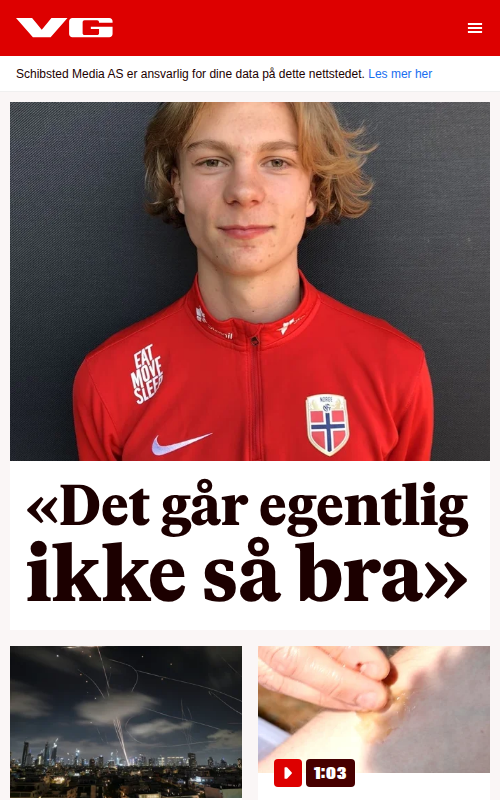 VG
Schibsted Media AS er ansvarlig for dine data på dette nettstedet. Les mer her
EAT
MOVE
SLEEP
NORGE
«Det går egentlig
ikke så bra»
1:03